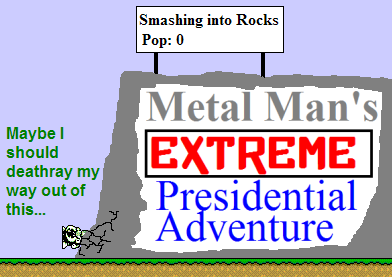 Smashing into Rocks
Pop: 0
Metal Man's
EXTREME
Presidential
Adventure
Maybe I
should
deathray my
way out of
this...